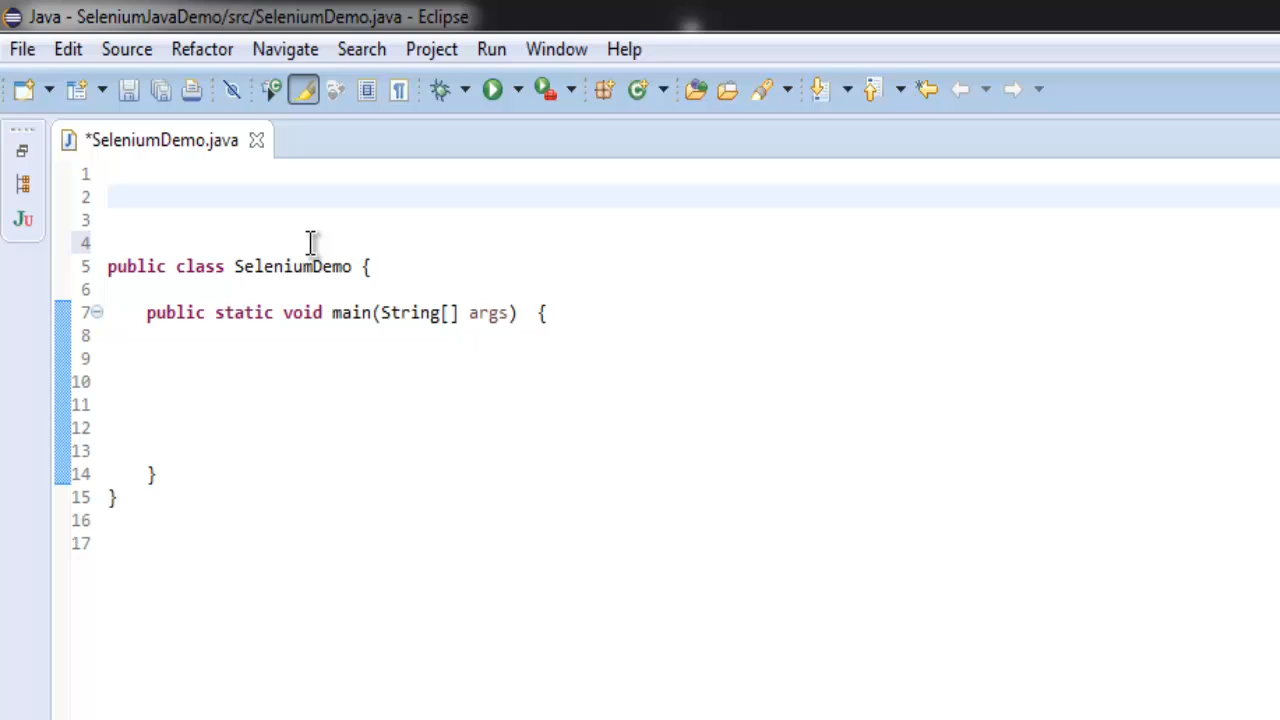 Java - SeleniumJavaDemo/src/SeleniumDemo.java - Eclipse
File Edit Source Refactor Navigate Search Project Run Window Help
*SeleniumDemo.java
Ju
1
2
3
4
5 public class SeleniumDemo {
6
7 public static void main(String[] args)  {
8
9
10
11
12
13
14 }
15 }
16
17